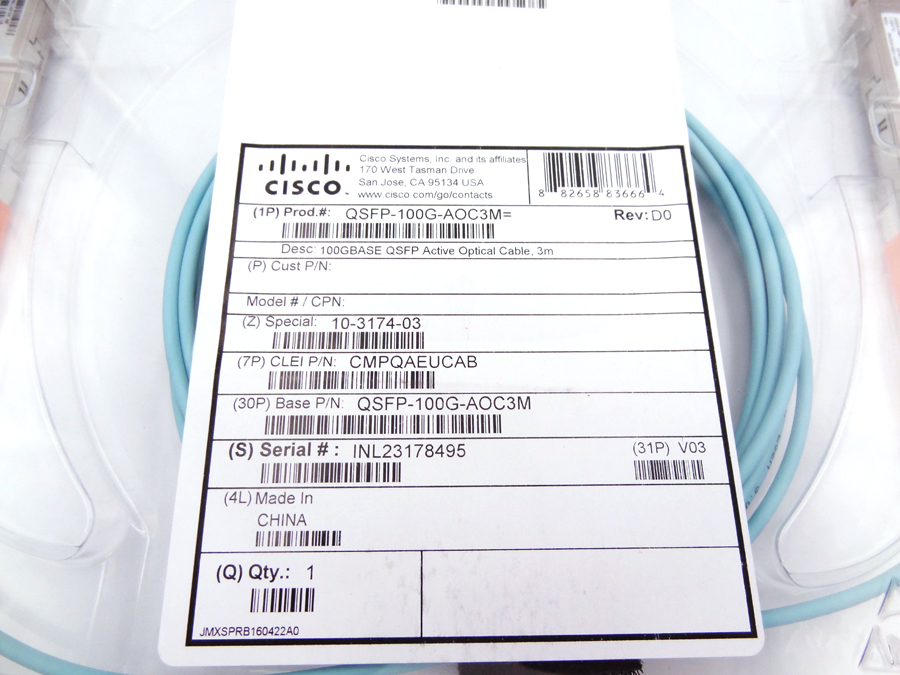 Cisco Systems, Inc. and its affiliates
170 West Tasman Drive
San Jose, CA 95134 USA
www.cisco.com/go/contacts
CISCO™
8 82658 83666 4
(1P) Prod.#: QSFP-100G-AOC3M=
Rev: D0
Desc: 100GBASE QSFP Active Optical Cable, 3m
(P) Cust P/N:
Model # / CPN:
(Z) Special: 10-3174-03
(7P) CLEI P/N: CMPQAEUCAB
(30P) Base P/N: QSFP-100G-AOC3M
(S) Serial # : INL23178495
(31P) V03
(4L) Made In
CHINA
(Q) Qty.: 1
JMXSPRB160422A0